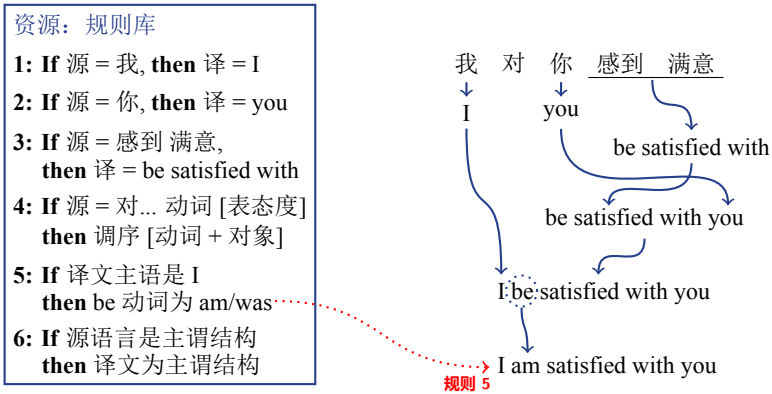 资源：规则库
1: If 源 = 我, then 译 = I
2: If 源 = 你, then 译 = you
3: If 源 = 感到 满意,
then 译 = be satisfied with
4: If 源 = 对... 动词 [表态度]
then 调序 [动词 + 对象]
5: If 译文主语是 I
then be 动词为 am/was
6: If 源语言是主谓结构
then 译文为主谓结构
我 对 你 感到 满意
I you
be satisfied with
be satisfied with you
I be satisfied with you
I am satisfied with you
规则 5